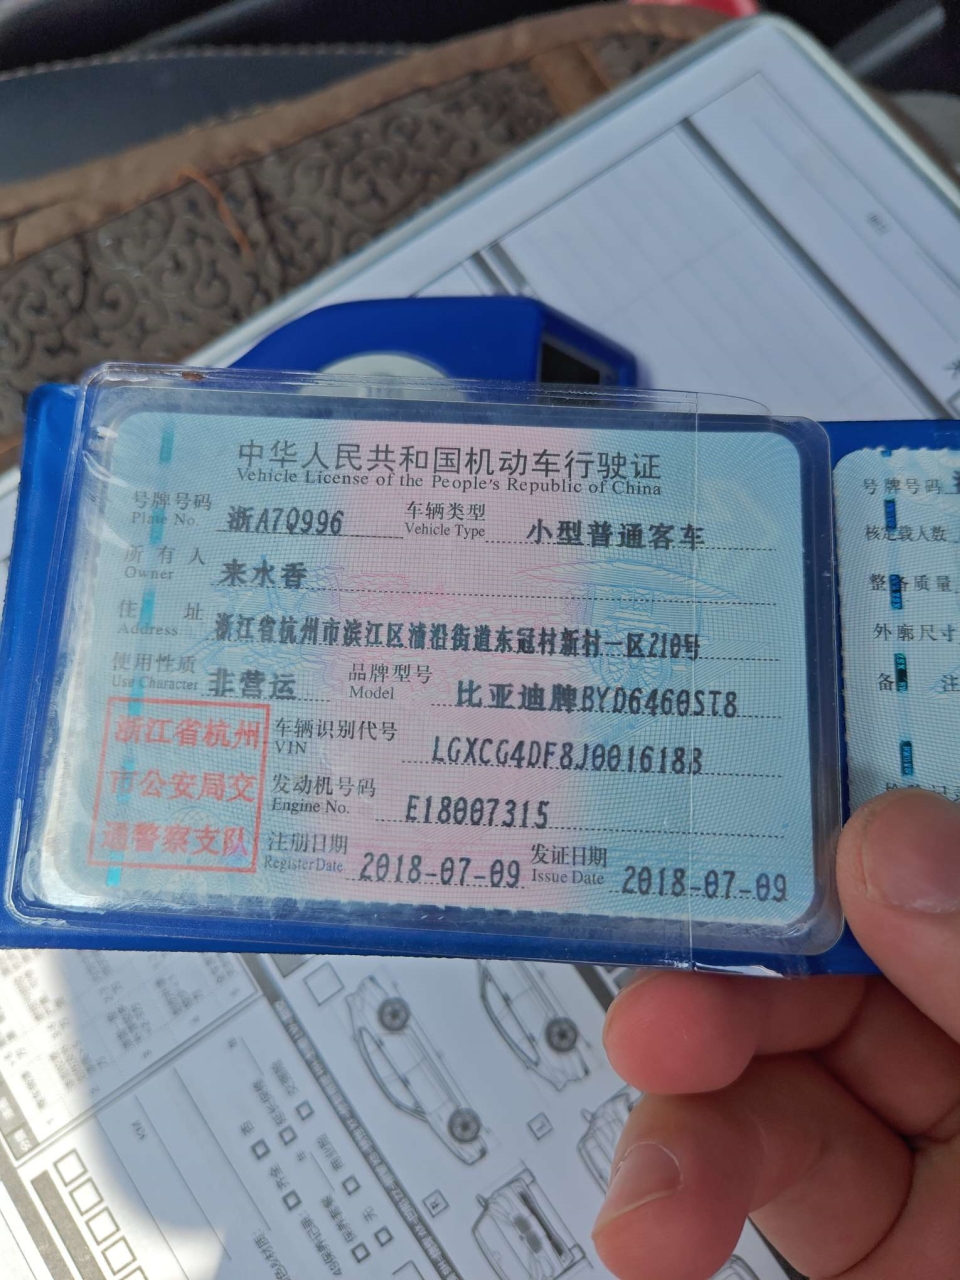 中华人民共和国机动车行驶证
Vehicle License of the People's Republic of China
号牌号码 浙A7Q996 车辆类型 小型普通客车
Plate No. Vehicle Type
所有人 来水香
Owner
住址 浙江省杭州市滨江区浦沿街道东冠村新村一区210号
Address
使用性质 非营运 品牌型号 比亚迪牌BYD6460ST8
Use Character Model
浙江省杭州
市公安局交
通警察支队
车辆识别代号 LGXCG4DF8J0016183
VIN
发动机号码 E18007315
Engine No.
注册日期 2018-07-09 发证日期 2018-07-09
Register Date Issue Date
号牌号码
核定载人数
整备质量
外廓尺寸
备 注